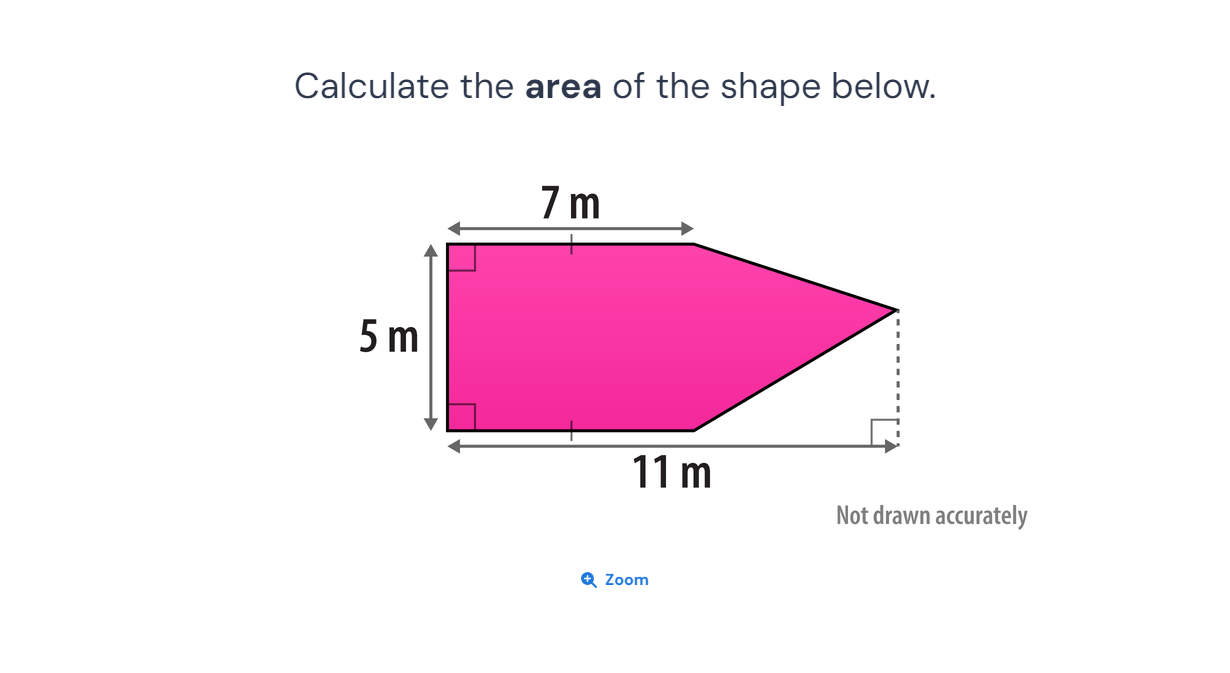 Calculate the area of the shape below.
7 m
5 m
11 m
Not drawn accurately
Zoom